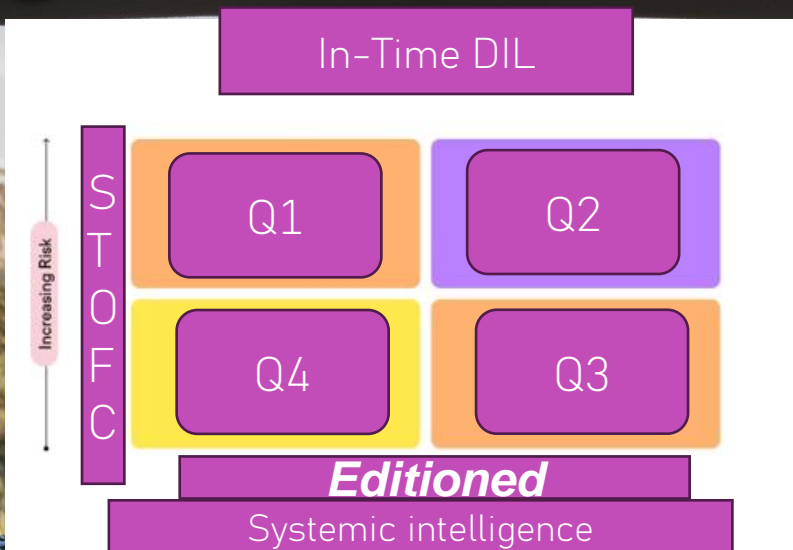 In-Time DIL
Increasing Risk
S
T
O
F
C
Q1
Q2
Q4
Q3
Editioned
Systemic intelligence